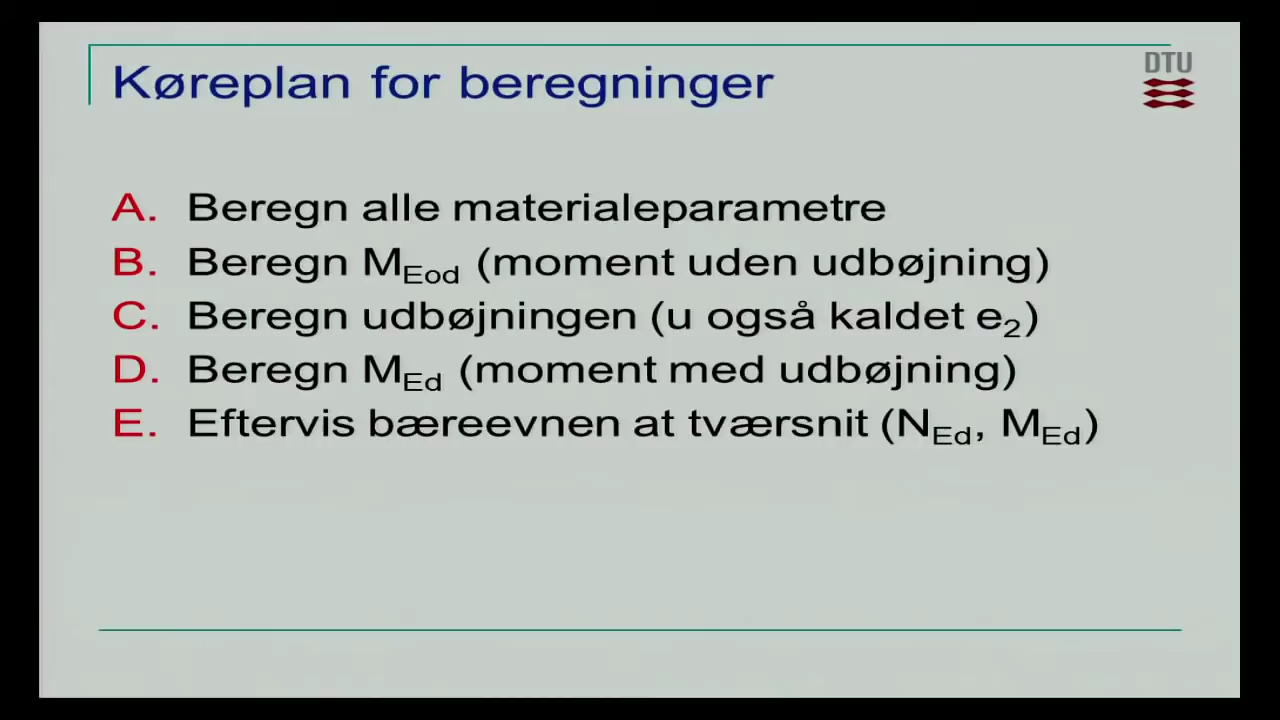 Køreplan for beregninger
DTU
A. Beregn alle materialeparametre
B. Beregn M_Eod (moment uden udbøjning)
C. Beregn udbøjningen (u også kaldet e_2)
D. Beregn M_Ed (moment med udbøjning)
E. Eftervis bæreevnen at tværsnit (N_Ed, M_Ed)